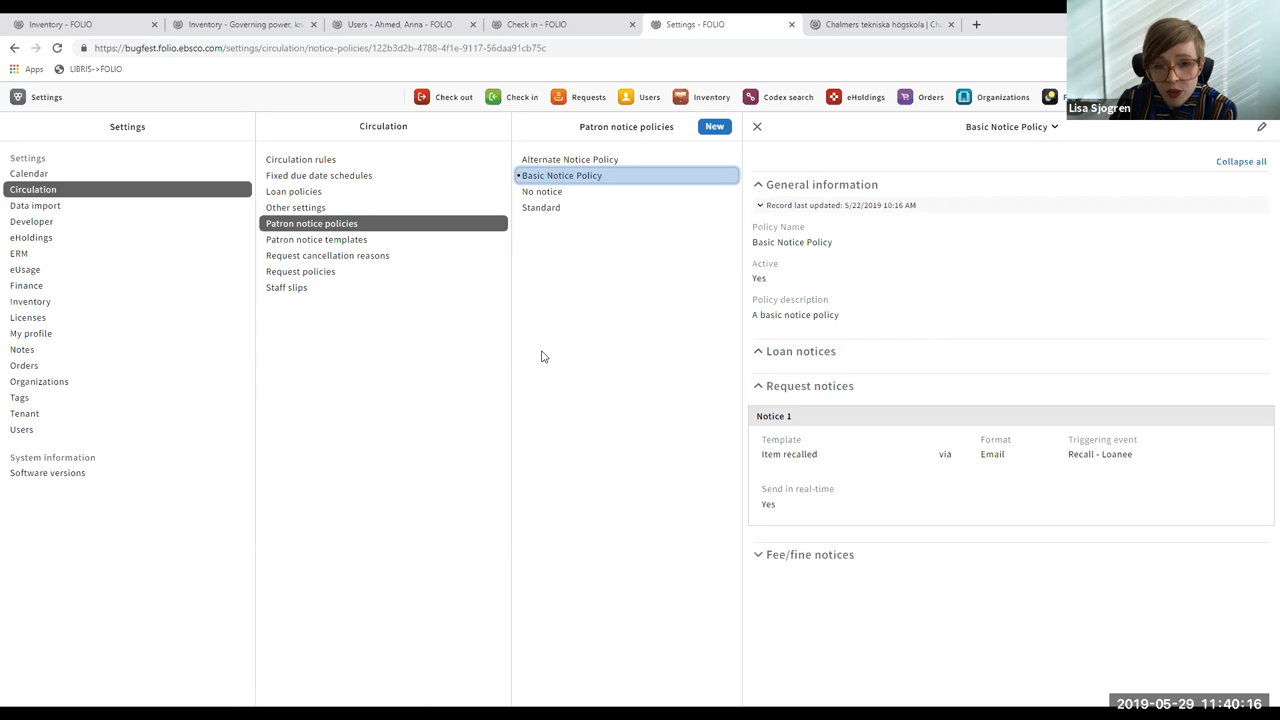 Inventory - FOLIO
Inventory - Governing power, kn
Users - Ahmed, Anna - FOLIO
Check in - FOLIO
Settings - FOLIO
Chalmers tekniska högskola | Ch
https://bugfest.folio.ebsco.com/settings/circulation/notice-policies/122b3d2b-4788-4f1e-9117-56daa91cb75c
Apps
LIBRIS->FOLIO
Settings
Check out
Check in
Requests
Users
Inventory
Codex search
eHoldings
Orders
Organizations
Lisa Sjogren
Settings
Settings
Calendar
Circulation
Data import
Developer
eHoldings
ERM
eUsage
Finance
Inventory
Licenses
My profile
Notes
Orders
Organizations
Tags
Tenant
Users
System information
Software versions
Circulation
Circulation rules
Fixed due date schedules
Loan policies
Other settings
Patron notice policies
Patron notice templates
Request cancellation reasons
Request policies
Staff slips
Patron notice policies
New
Alternate Notice Policy
• Basic Notice Policy
No notice
Standard
Basic Notice Policy
Collapse all
General information
Record last updated: 5/22/2019 10:16 AM
Policy Name
Basic Notice Policy
Active
Yes
Policy description
A basic notice policy
Loan notices
Request notices
Notice 1
Template Format Triggering event
Item recalled via Email Recall - Loanee
Send in real-time
Yes
Fee/fine notices
2019-05-29 11:40:16